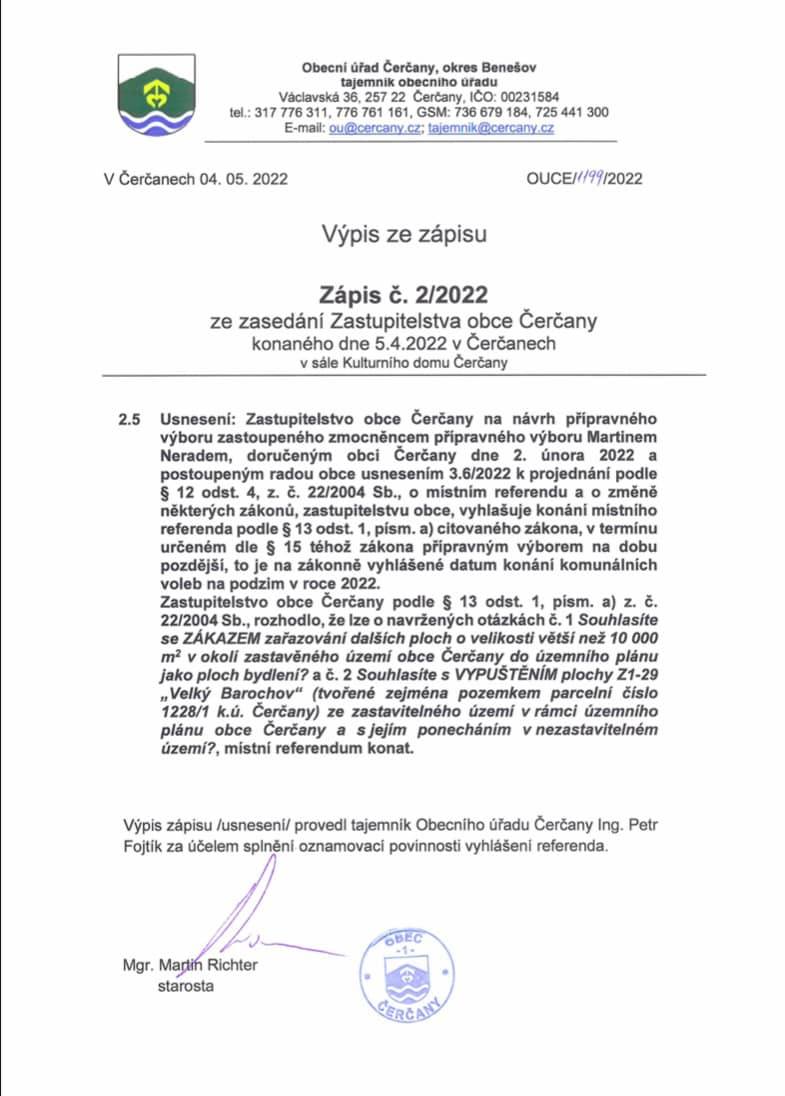 Obecní úřad Čerčany, okres Benešov
tajemník obecního úřadu
Václavská 36, 257 22 Čerčany, IČO: 00231584
tel.: 317 776 311, 776 761 161, GSM: 736 679 184, 725 441 300
E-mail: ou@cercany.cz; tajemnik@cercany.cz
V Čerčanech 04. 05. 2022
OUCE/1199/2022
Výpis ze zápisu
Zápis č. 2/2022
ze zasedání Zastupitelstva obce Čerčany
konaného dne 5.4.2022 v Čerčanech
v sále Kulturního domu Čerčany
2.5 Usnesení: Zastupitelstvo obce Čerčany na návrh přípravného
výboru zastoupeného zmocněncem přípravného výboru Martinem
Neradem, doručeným obci Čerčany dne 2. února 2022 a
postoupeným radou obce usnesením 3.6/2022 k projednání podle
§ 12 odst. 4, z. č. 22/2004 Sb., o místním referendu a o změně
některých zákonů, zastupitelstvu obce, vyhlašuje konání místního
referenda podle § 13 odst. 1, písm. a) citovaného zákona, v termínu
určeném dle § 15 téhož zákona přípravným výborem na dobu
pozdější, to je na zákonně vyhlášené datum konání komunálních
voleb na podzim v roce 2022.
Zastupitelstvo obce Čerčany podle § 13 odst. 1, písm. a) z. č.
22/2004 Sb., rozhodlo, že lze o navržených otázkách č. 1 Souhlasíte
se ZÁKAZEM zařazování dalších ploch o velikosti větší než 10 000
m² v okolí zastavěného území obce Čerčany do územního plánu
jako ploch bydlení? a č. 2 Souhlasíte s VYPUŠTĚNÍM plochy Z1-29
„Velký Barochov“ (tvořené zejména pozemkem parcelní číslo
1228/1 k.ú. Čerčany) ze zastavitelného území v rámci územního
plánu obce Čerčany a s jejím ponecháním v nezastavitelném
území?, místní referendum konat.
Výpis zápisu /usnesení/ provedl tajemník Obecního úřadu Čerčany Ing. Petr
Fojtík za účelem splnění oznamovací povinnosti vyhlášení referenda.
Mgr. Martin Richter
starosta
OBEC
-1-
ČERČANY